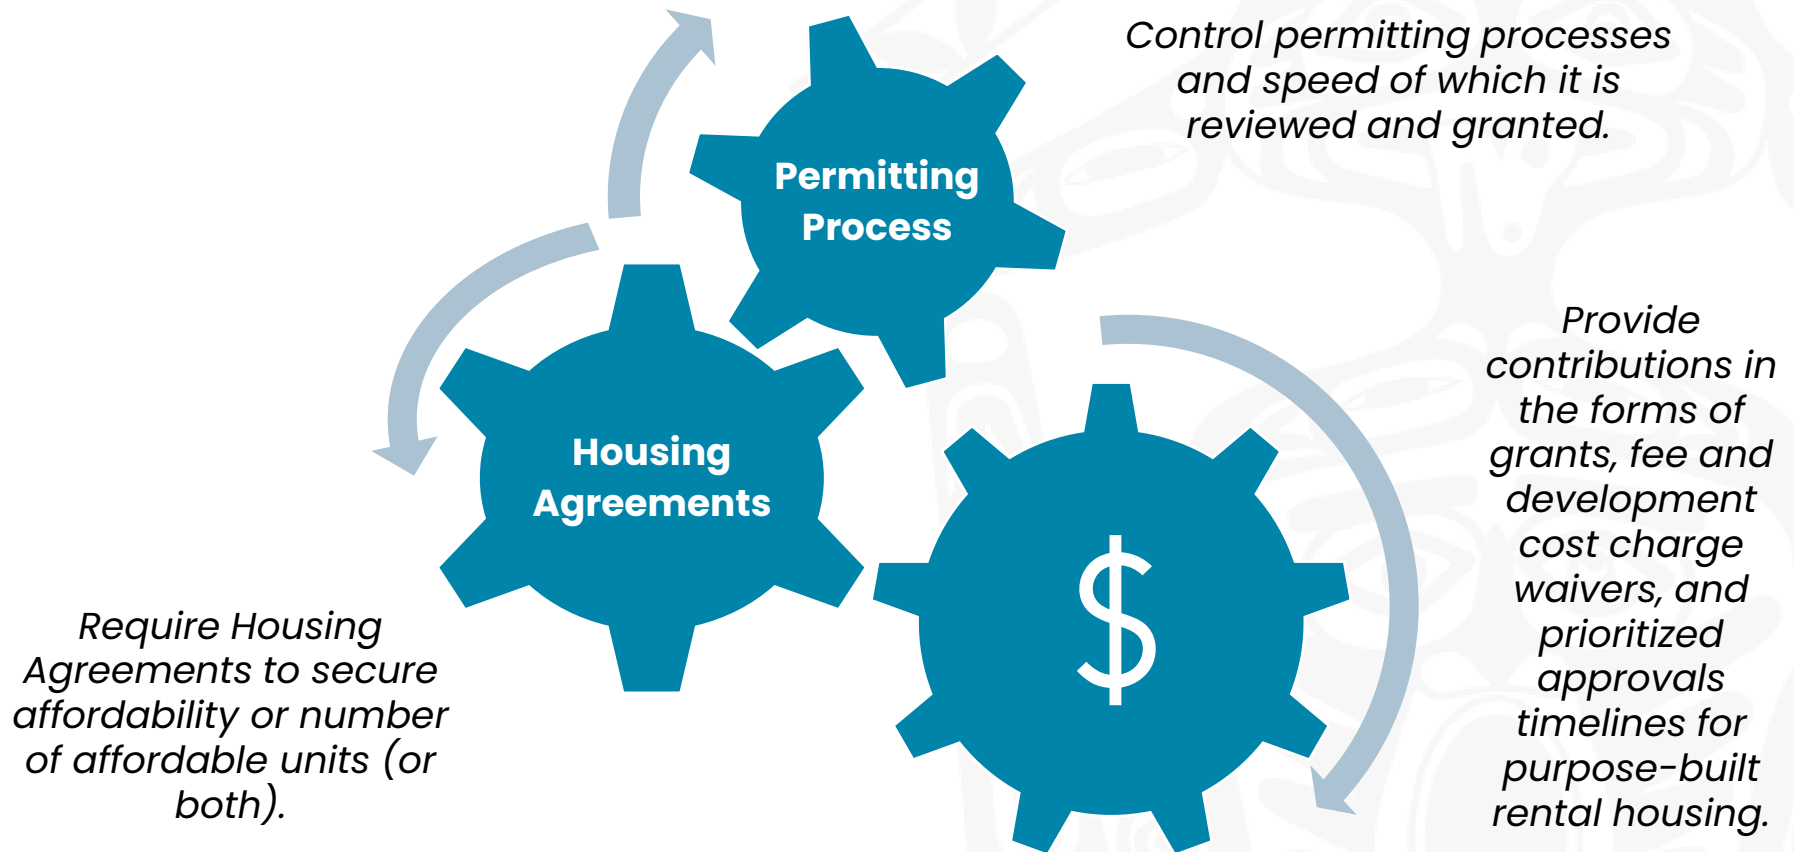 Control permitting processes
and speed of which it is
reviewed and granted.
Permitting
Process
Housing
Agreements
$
Provide
contributions in
the forms of
grants, fee and
development
cost charge
waivers, and
prioritized
approvals
timelines for
purpose-built
rental housing.
Require Housing
Agreements to secure
affordability or number
of affordable units (or
both).